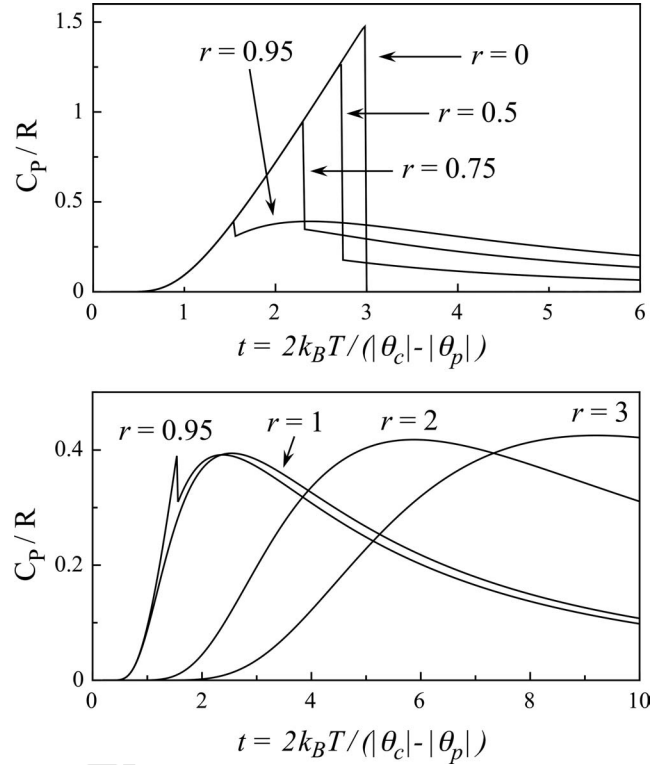 1.5
r = 0.95
r = 0
1
r = 0.5
C_P / R
r = 0.75
0.5
0
0 1 2 3 4 5 6
t = 2k_BT / (|θ_c|-|θ_p|)
r = 0.95
r = 1
r = 2
r = 3
0.4
C_P / R
0.2
0
0 2 4 6 8 10
t = 2k_BT / (|θ_c|-|θ_p|)